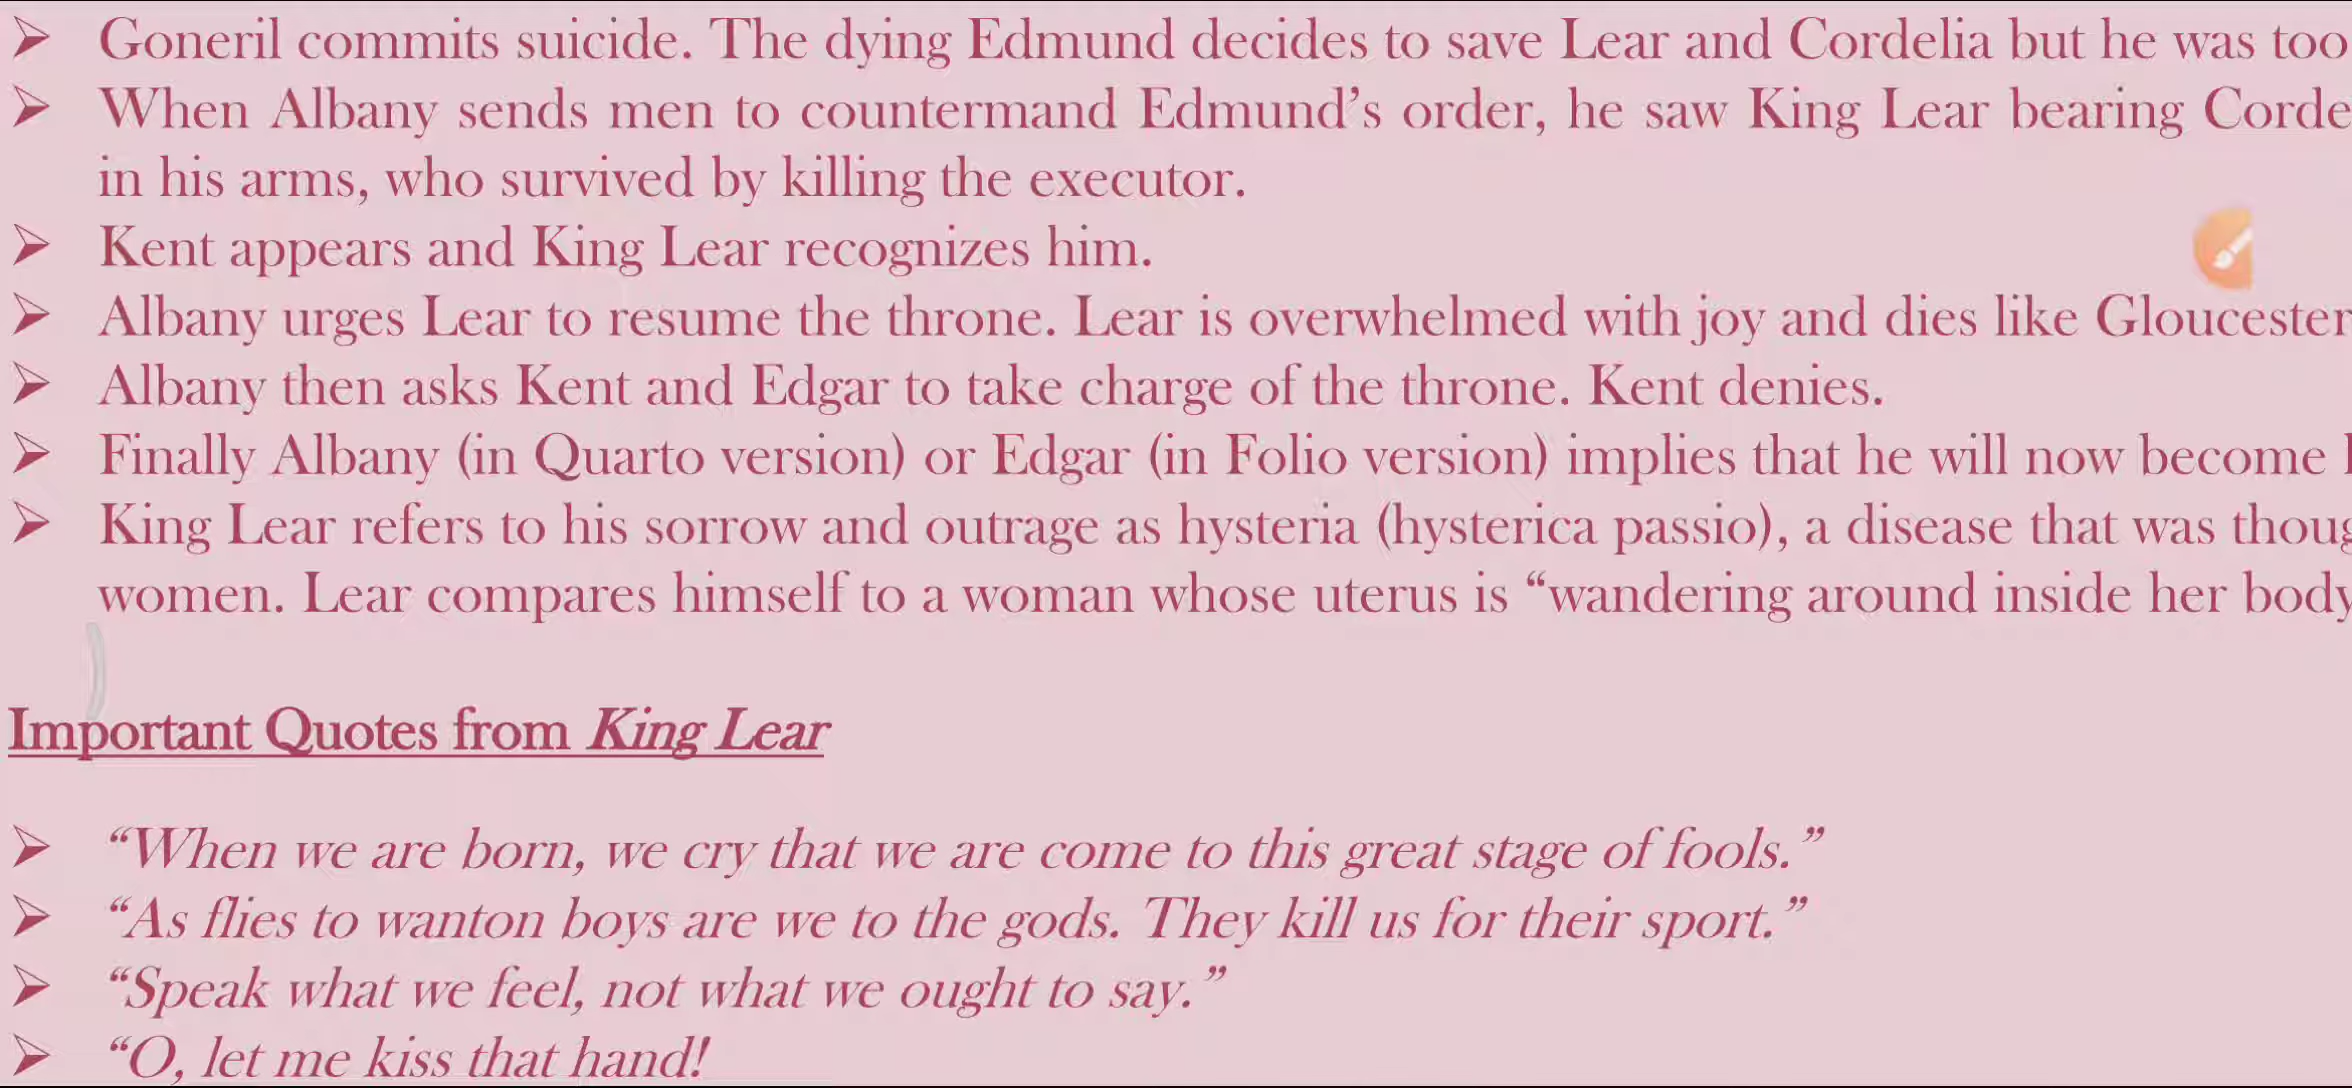 ➢ Goneril commits suicide. The dying Edmund decides to save Lear and Cordelia but he was too
➢ When Albany sends men to countermand Edmund’s order, he saw King Lear bearing Corde
in his arms, who survived by killing the executor.
➢ Kent appears and King Lear recognizes him.
➢ Albany urges Lear to resume the throne. Lear is overwhelmed with joy and dies like Gloucester
➢ Albany then asks Kent and Edgar to take charge of the throne. Kent denies.
➢ Finally Albany (in Quarto version) or Edgar (in Folio version) implies that he will now become
➢ King Lear refers to his sorrow and outrage as hysteria (hysterica passio), a disease that was thoug
women. Lear compares himself to a woman whose uterus is “wandering around inside her body
Important Quotes from King Lear
➢ “When we are born, we cry that we are come to this great stage of fools.”
➢ “As flies to wanton boys are we to the gods. They kill us for their sport.”
➢ “Speak what we feel, not what we ought to say.”
➢ “O, let me kiss that hand!